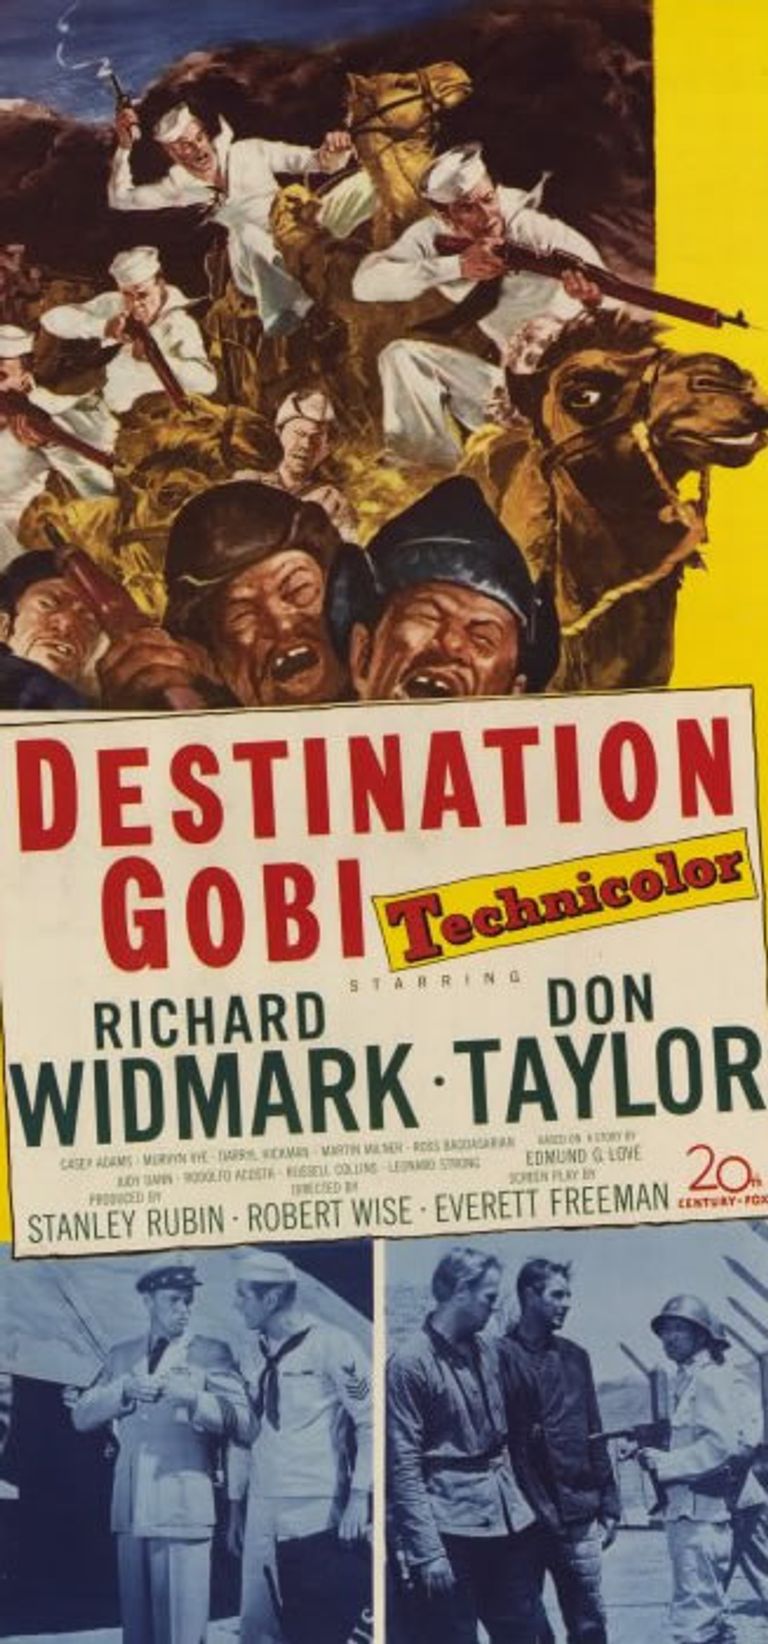 DESTINATION
GOBI
Technicolor
STARRING
RICHARD
WIDMARK · DON
TAYLOR
CASEY ADAMS · MURVYN VYE · DARRYL HICKMAN · MARTIN MILNER · ROSS BAGDASARIAN
JUDY DANN · RODOLFO ACOSTA · RUSSELL COLLINS · LEONARD STRONG
PRODUCED BY
STANLEY RUBIN · DIRECTED BY
ROBERT WISE · BASED ON A STORY BY
EDMUND G. LOVE
SCREEN PLAY BY
EVERETT FREEMAN
20th
CENTURY-FOX